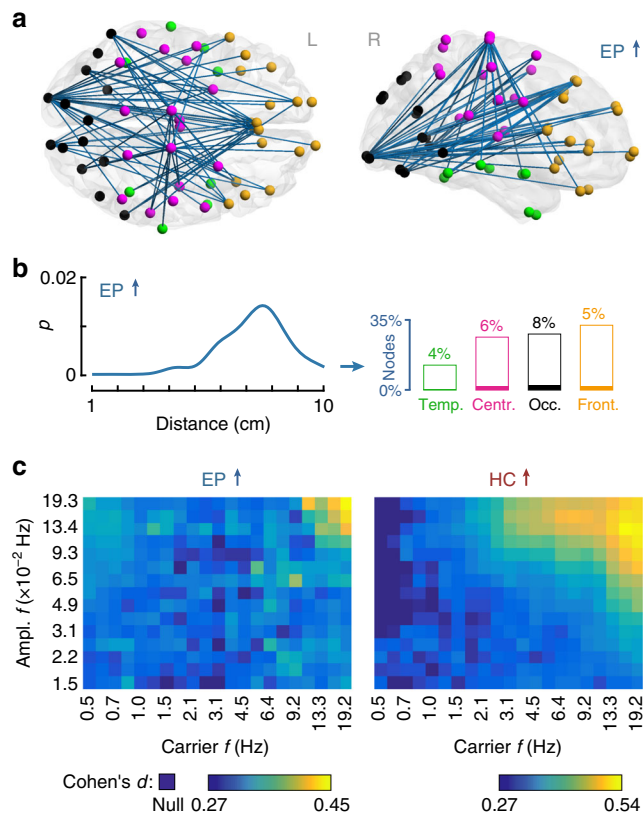 a
L
R
EP ↑
b
0.02
EP ↑
p
0
1
10
Distance (cm)
35%
Nodes
0%
4%
6%
8%
5%
Temp.
Centr.
Occ.
Front.
c
EP ↑
HC ↑
Ampl. f (×10⁻² Hz)
19.3
13.4
9.3
6.5
4.9
3.1
2.2
1.5
0.5
0.7
1.0
1.5
2.1
3.1
4.5
6.4
9.2
13.3
19.2
Carrier f (Hz)
0.5
0.7
1.0
1.5
2.1
3.1
4.5
6.4
9.2
13.3
19.2
Carrier f (Hz)
Cohen's d:
Null
0.27
0.45
0.27
0.54